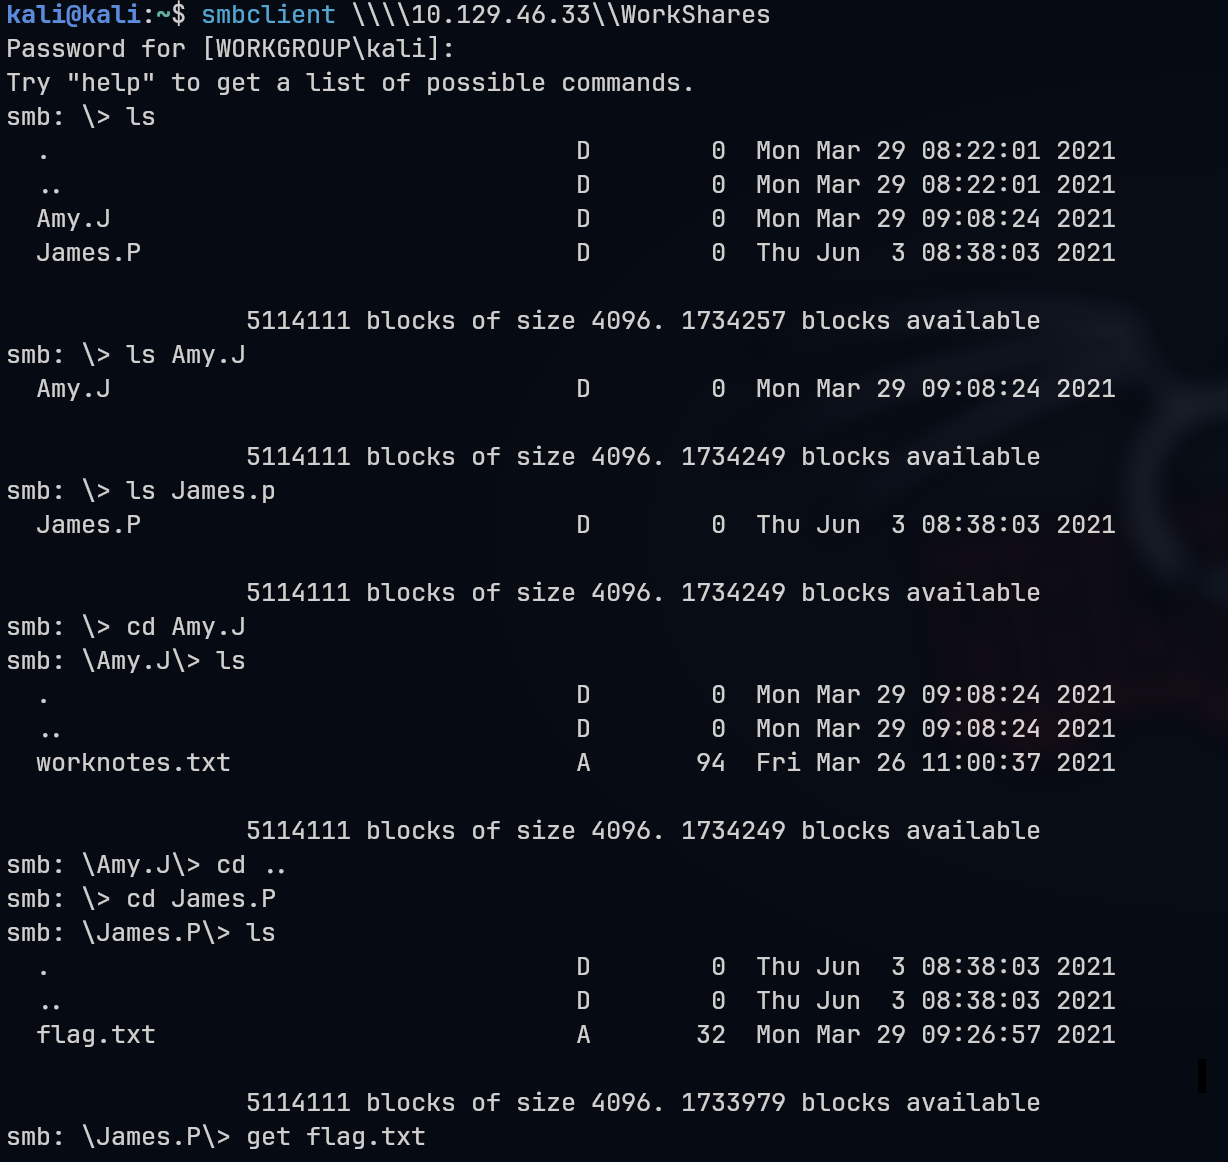 kali@kali:~$ smbclient \\\\10.129.46.33\\WorkShares
Password for [WORKGROUP\kali]:
Try "help" to get a list of possible commands.
smb: \> ls
  .                                   D        0  Mon Mar 29 08:22:01 2021
  ..                                  D        0  Mon Mar 29 08:22:01 2021
  Amy.J                               D        0  Mon Mar 29 09:08:24 2021
  James.P                             D        0  Thu Jun  3 08:38:03 2021

                5114111 blocks of size 4096. 1734257 blocks available
smb: \> ls Amy.J
  Amy.J                               D        0  Mon Mar 29 09:08:24 2021

                5114111 blocks of size 4096. 1734249 blocks available
smb: \> ls James.p
  James.P                             D        0  Thu Jun  3 08:38:03 2021

                5114111 blocks of size 4096. 1734249 blocks available
smb: \> cd Amy.J
smb: \Amy.J\> ls
  .                                   D        0  Mon Mar 29 09:08:24 2021
  ..                                  D        0  Mon Mar 29 09:08:24 2021
  worknotes.txt                       A       94  Fri Mar 26 11:00:37 2021

                5114111 blocks of size 4096. 1734249 blocks available
smb: \Amy.J\> cd ..
smb: \> cd James.P
smb: \James.P\> ls
  .                                   D        0  Thu Jun  3 08:38:03 2021
  ..                                  D        0  Thu Jun  3 08:38:03 2021
  flag.txt                            A       32  Mon Mar 29 09:26:57 2021

                5114111 blocks of size 4096. 1733979 blocks available
smb: \James.P\> get flag.txt